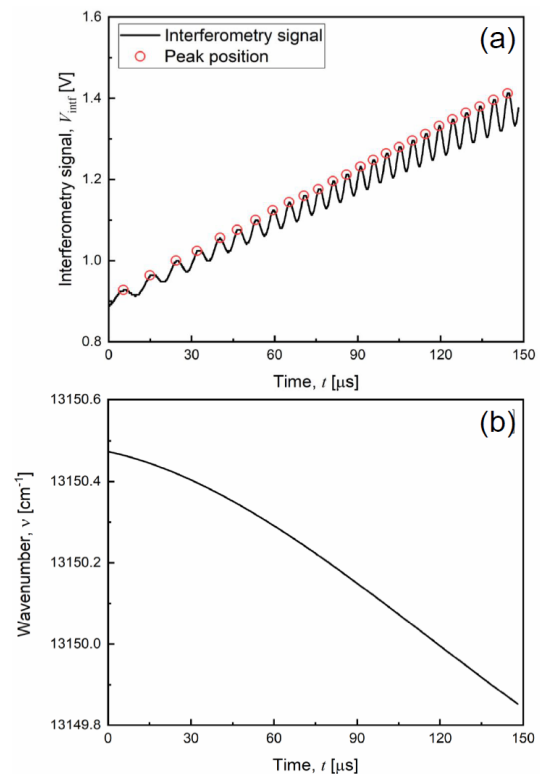 (a)
Interferometry signal
Peak position
Interferometry signal, Vintf [V]
1.6
1.4
1.2
1.0
0.8
0 30 60 90 120 150
Time, t [μs]
(b)
]
Wavenumber, ν [cm-1]
13150.6
13150.4
13150.2
13150.0
13149.8
0 30 60 90 120 150
Time, t [μs]